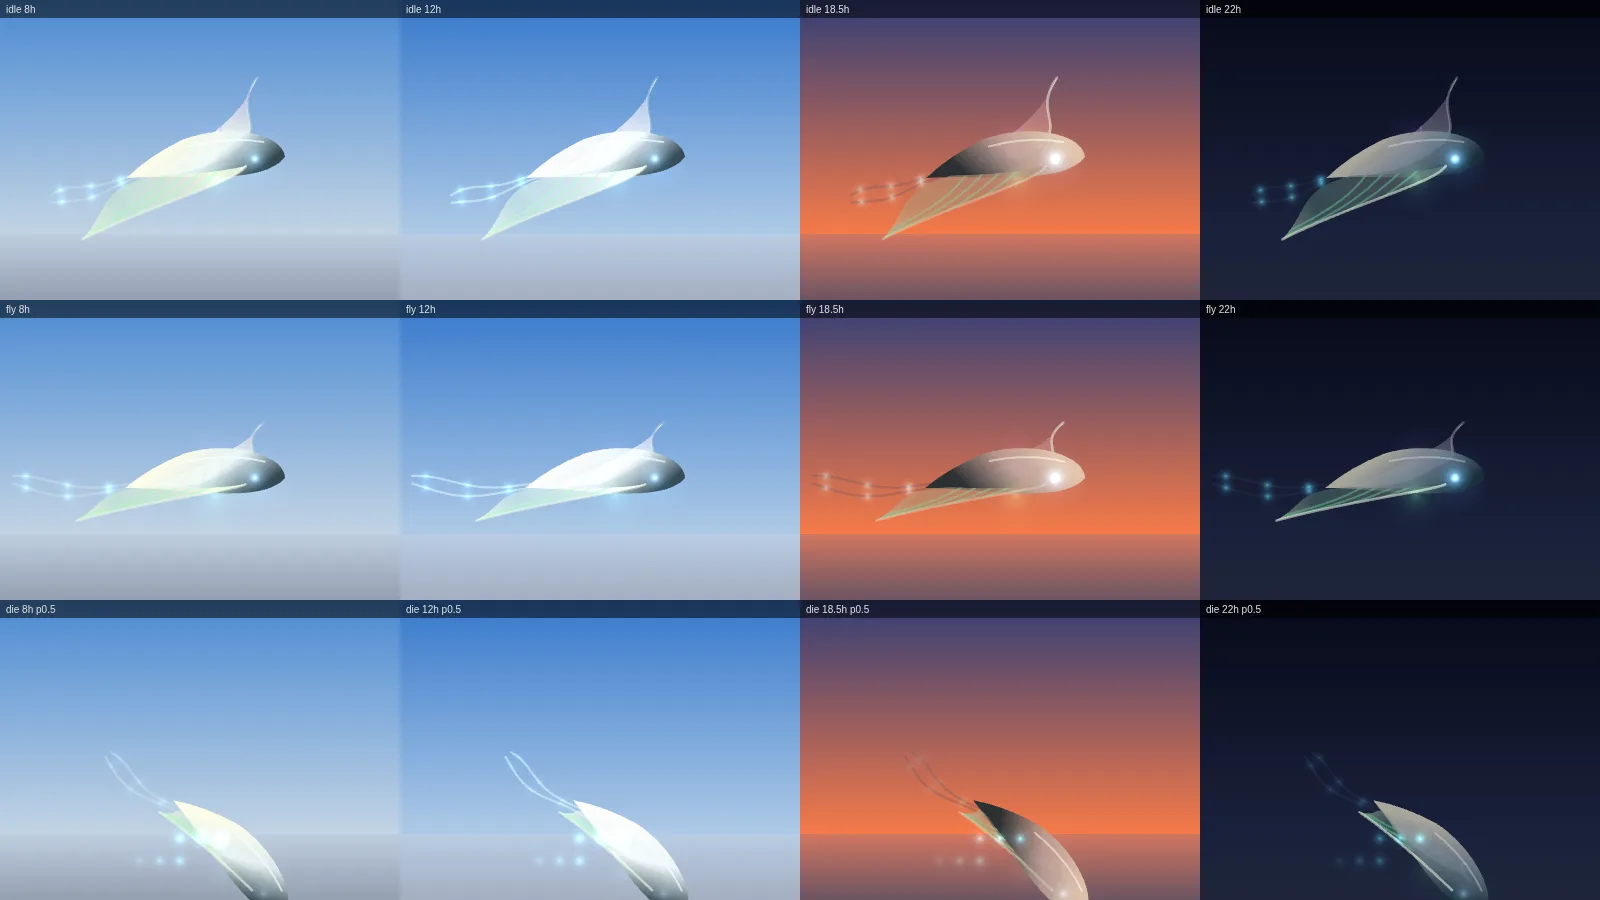 idle 8h
idle 12h
idle 18.5h
idle 22h
fly 8h
fly 12h
fly 18.5h
fly 22h
die 8h p0.5
die 12h p0.5
die 18.5h p0.5
die 22h p0.5